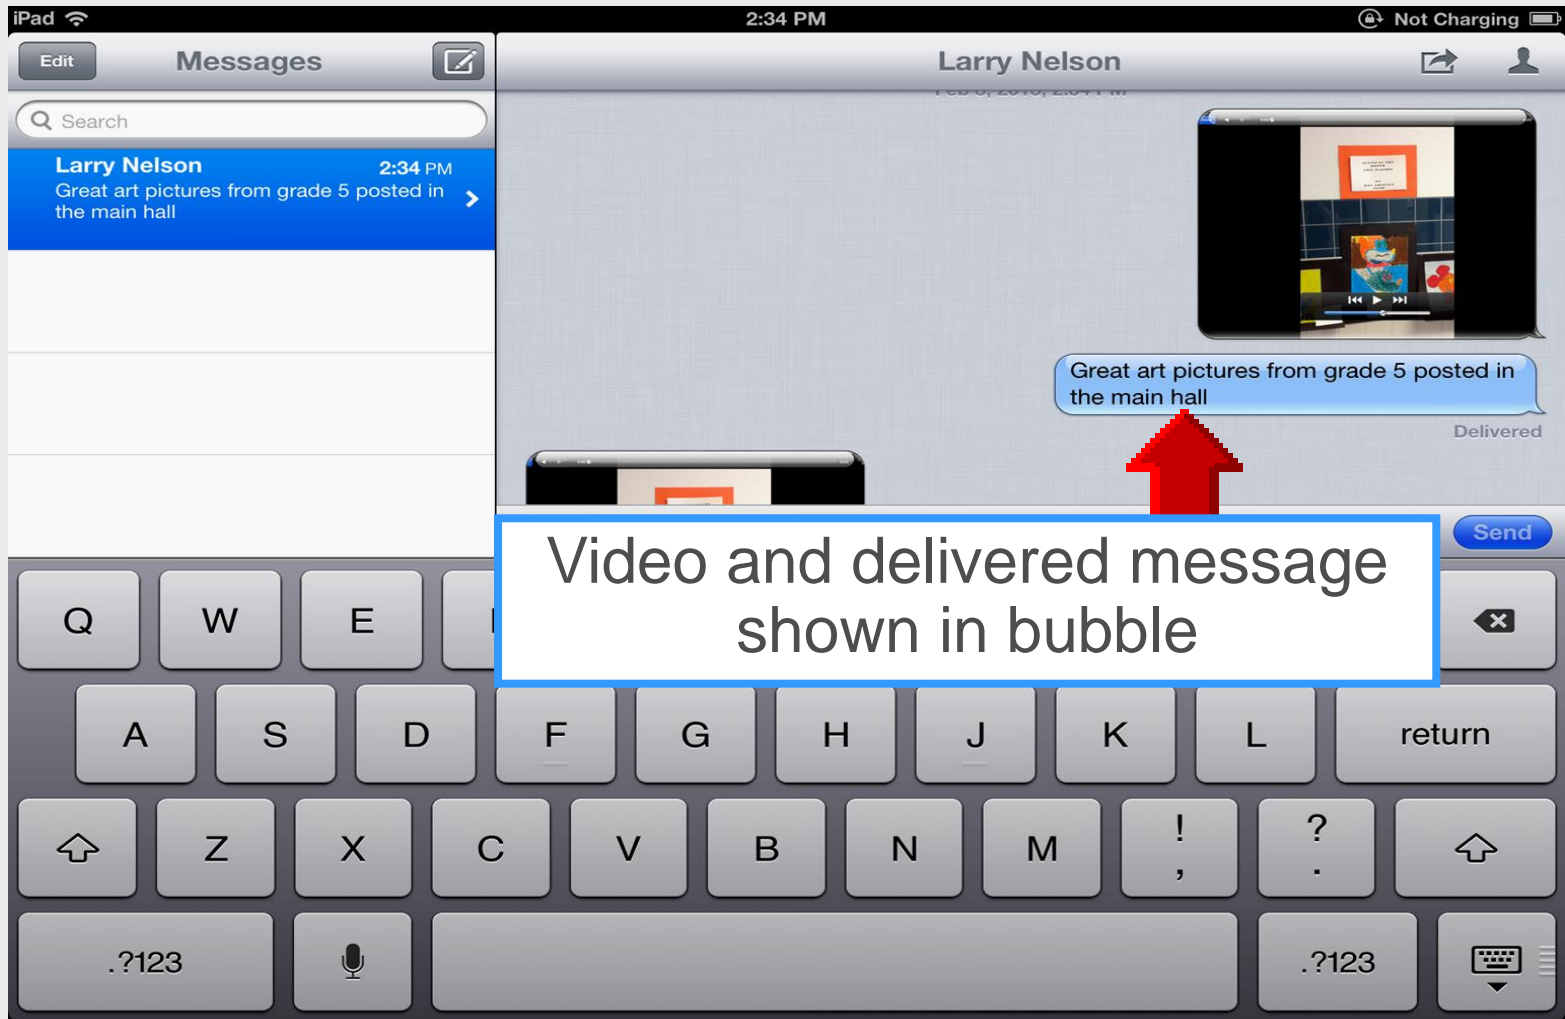 iPad
2:34 PM
Not Charging
Edit
Messages
Larry Nelson
Search
Larry Nelson 2:34 PM
Great art pictures from grade 5 posted in
the main hall
Great art pictures from grade 5 posted in
the main hall
Delivered
Send
Video and delivered message
shown in bubble
Q W E
A S D F G H J K L return
Z X C V B N M ! , ? .
.?123 .?123